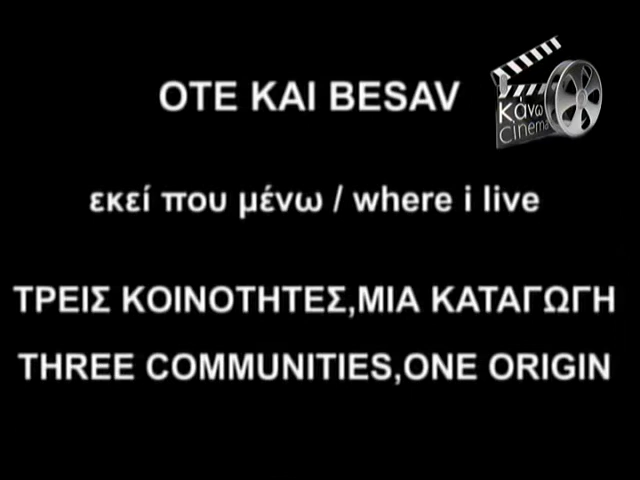 OTE KAI BESAV
Κάνω
cinema
εκεί που μένω / where i live
ΤΡΕΙΣ ΚΟΙΝΟΤΗΤΕΣ,ΜΙΑ ΚΑΤΑΓΩΓΗ
THREE COMMUNITIES,ONE ORIGIN